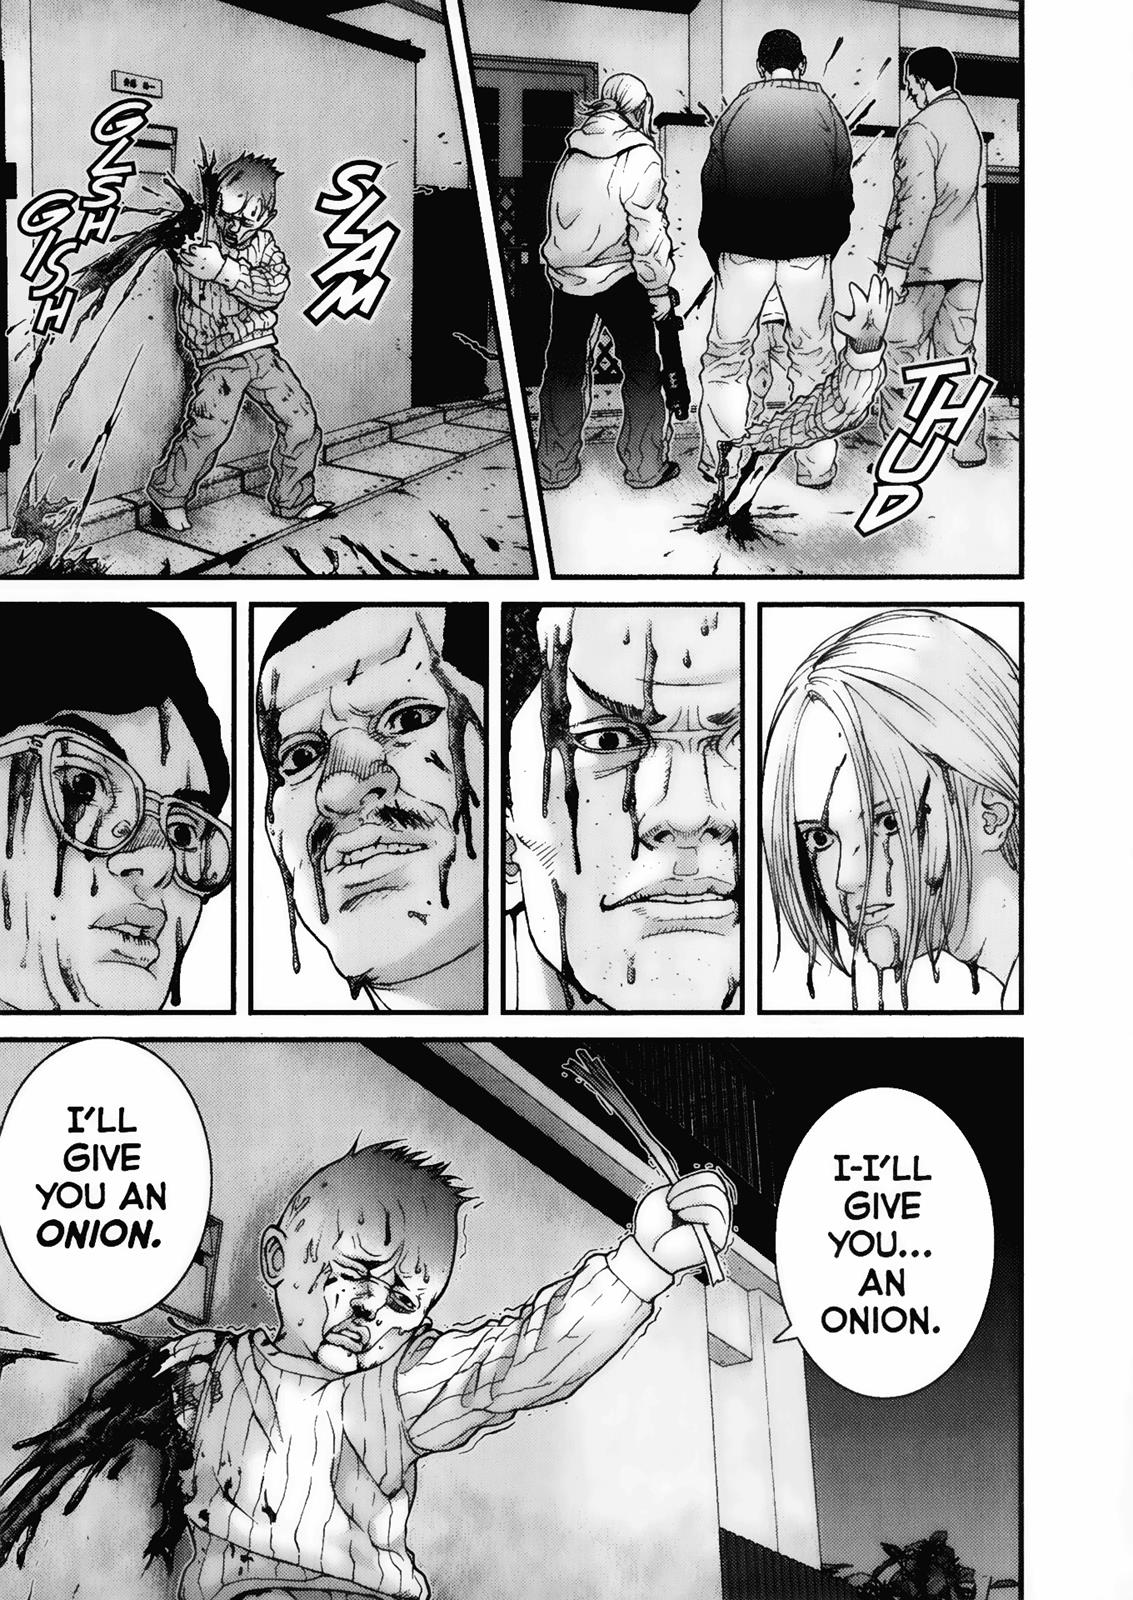 THUD
SLAM
GLSH
GISH
I-I'LL
GIVE
YOU...
AN
ONION.
I'LL
GIVE
YOU AN
ONION.